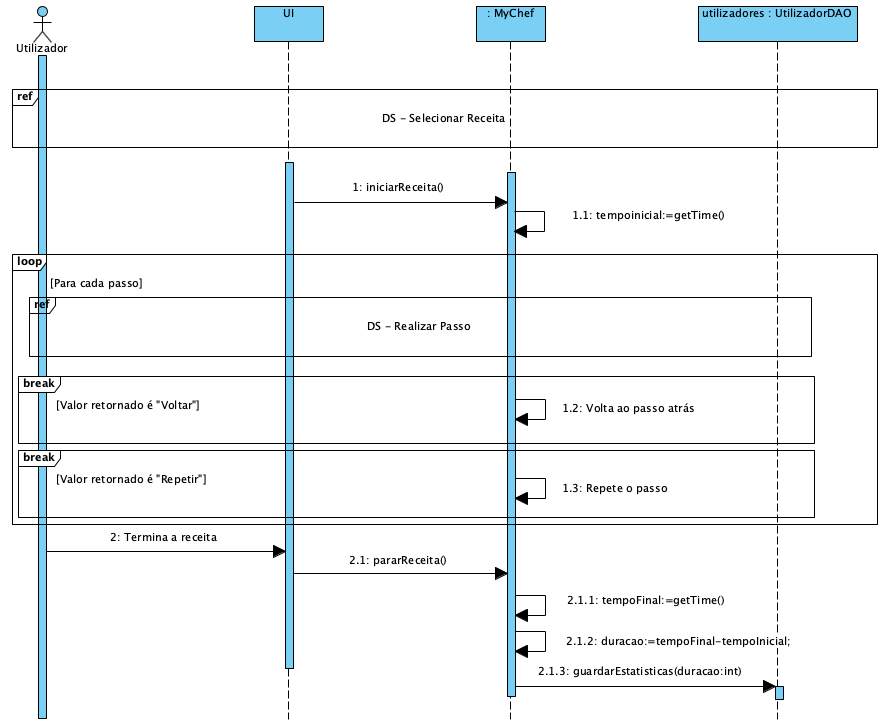 Utilizador
UI
: MyChef
utilizadores : UtilizadorDAO
ref
DS - Selecionar Receita
1: iniciarReceita()
1.1: tempoinicial:=getTime()
loop
[Para cada passo]
ref
DS - Realizar Passo
break
[Valor retornado é "Voltar"]
1.2: Volta ao passo atrás
break
[Valor retornado é "Repetir"]
1.3: Repete o passo
2: Termina a receita
2.1: pararReceita()
2.1.1: tempoFinal:=getTime()
2.1.2: duracao:=tempoFinal-tempoInicial;
2.1.3: guardarEstatisticas(duracao:int)